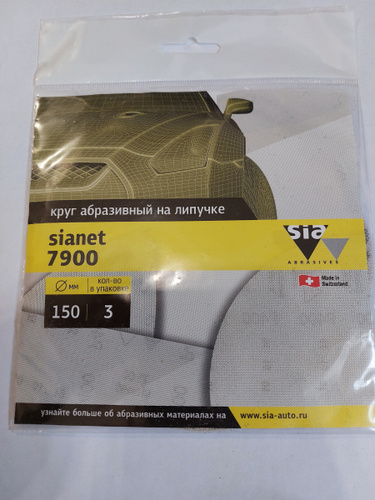 круг абразивный на липучке
sianet
7900
sia
ABRASIVES
Made in
Switzerland
Ø мм
кол-во
в упаковке
150
3
узнайте больше об абразивных материалах на
www.sia-auto.ru